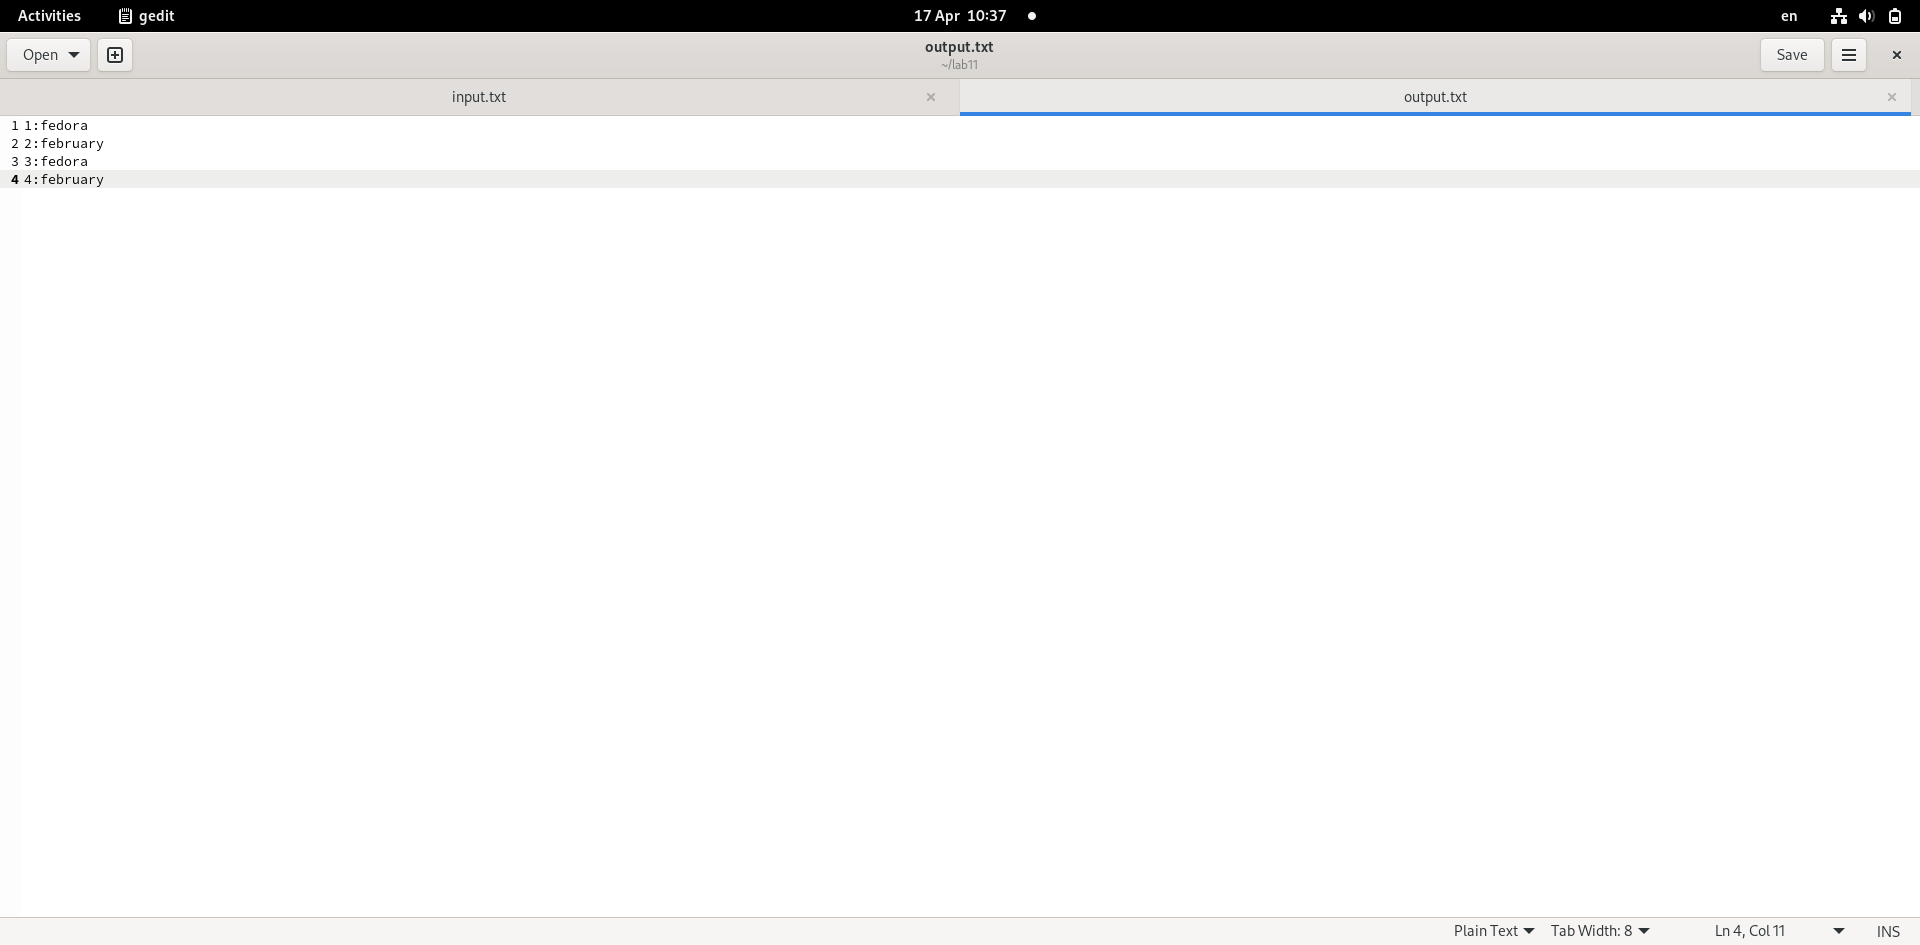 Activities gedit 17 Apr 10:37 en
Open output.txt Save
~/lab11
input.txt output.txt
1 1:fedora
2 2:february
3 3:fedora
4 4:february
Plain Text Tab Width: 8 Ln 4, Col 11 INS